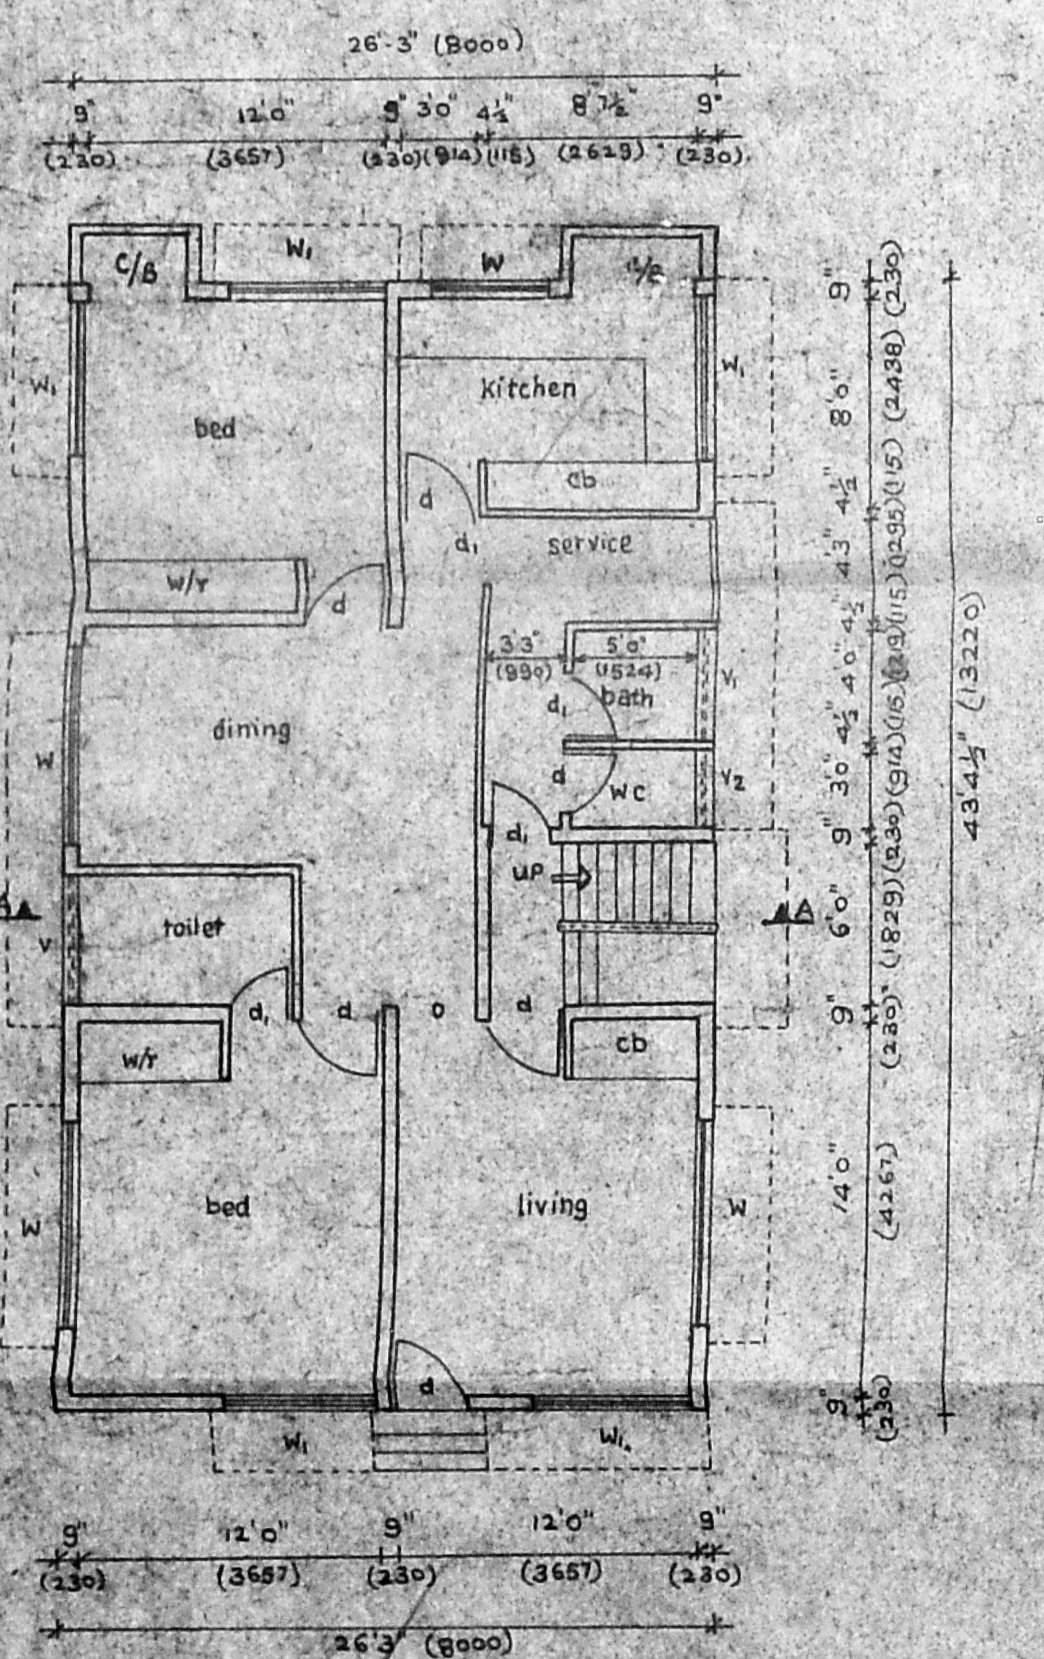 26'-3" (8000)
9" 12'0" 9" 3'0" 4½" 8'7½" 9"
(230) (3657) (230) (914) (115) (2629) (230)
C/B W1 W C/B
W1 bed kitchen W1
cb
d
d1 service
W/r d
3'3" 5'0"
(990) (1524)
V1
d1 bath
dining
W d WC V2
d1
UP
A A
toilet
V
d1 d o d
W/r cb
bed living
W W
d
W1 W1
9" 12'0" 9" 12'0" 9"
(230) (3657) (230) (3657) (230)
26'3" (8000)
9" 8'0" 4½" 4'3" 4½" 4'0" 4½" 3'0" 9" 6'0" 9" 14'0" 9"
(230) (2438) (115) (1295) (115) (1219) (115) (914) (230) (1829) (230) (4267) (230)
43'4½" (13220)